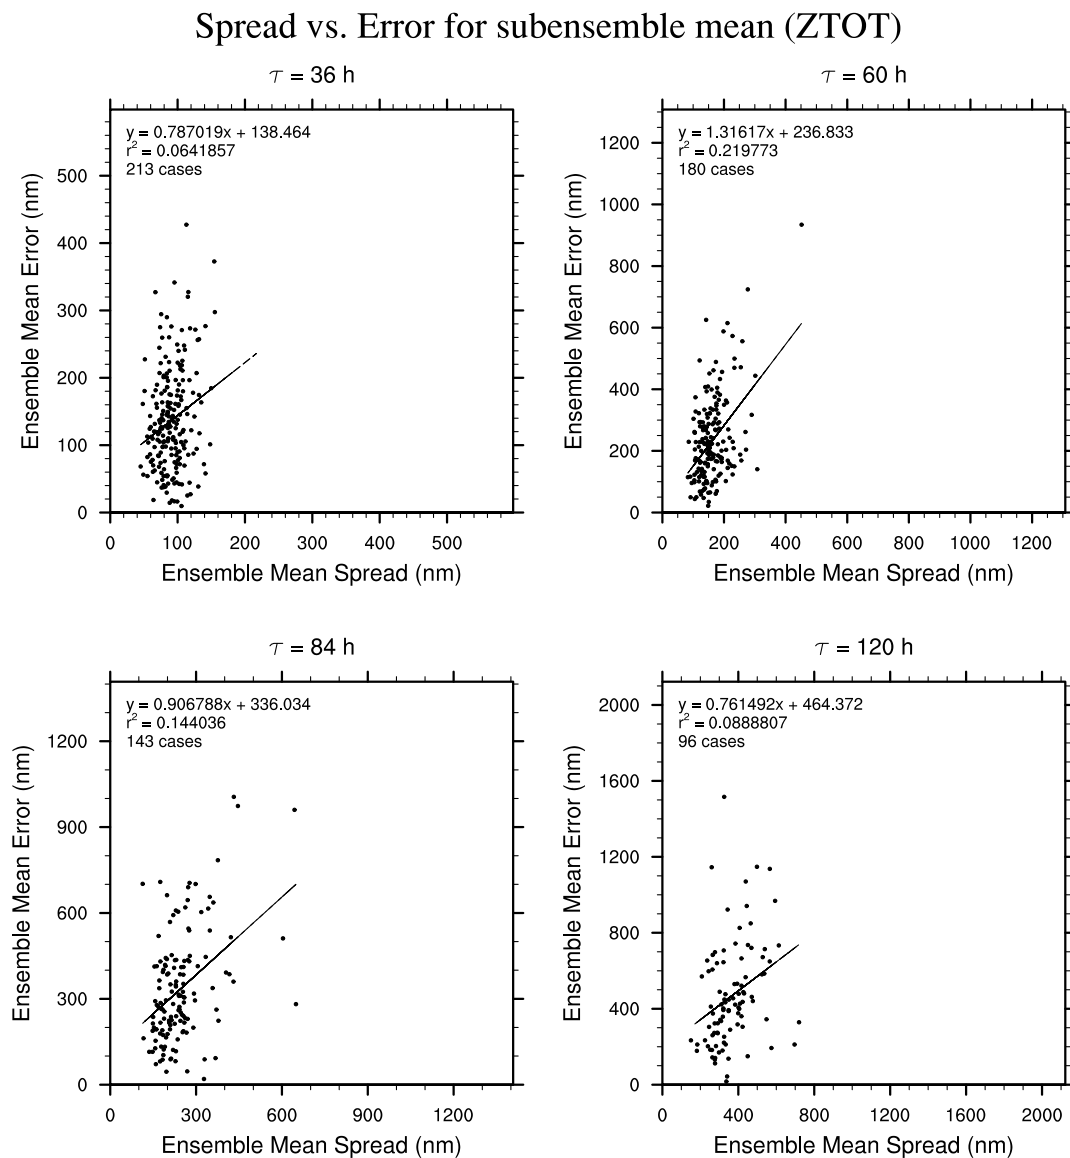 Spread vs. Error for subensemble mean (ZTOT)
τ = 36 h
y = 0.787019x + 138.464
r² = 0.0641857
213 cases
Ensemble Mean Error (nm)
500
400
300
200
100
0
0 100 200 300 400 500
Ensemble Mean Spread (nm)
τ = 60 h
y = 1.31617x + 236.833
r² = 0.219773
180 cases
Ensemble Mean Error (nm)
1200
1000
800
600
400
200
0
0 200 400 600 800 1000 1200
Ensemble Mean Spread (nm)
τ = 84 h
y = 0.906788x + 336.034
r² = 0.144036
143 cases
Ensemble Mean Error (nm)
1200
900
600
300
0
0 300 600 900 1200
Ensemble Mean Spread (nm)
τ = 120 h
y = 0.761492x + 464.372
r² = 0.0888807
96 cases
Ensemble Mean Error (nm)
2000
1600
1200
800
400
0
0 400 800 1200 1600 2000
Ensemble Mean Spread (nm)